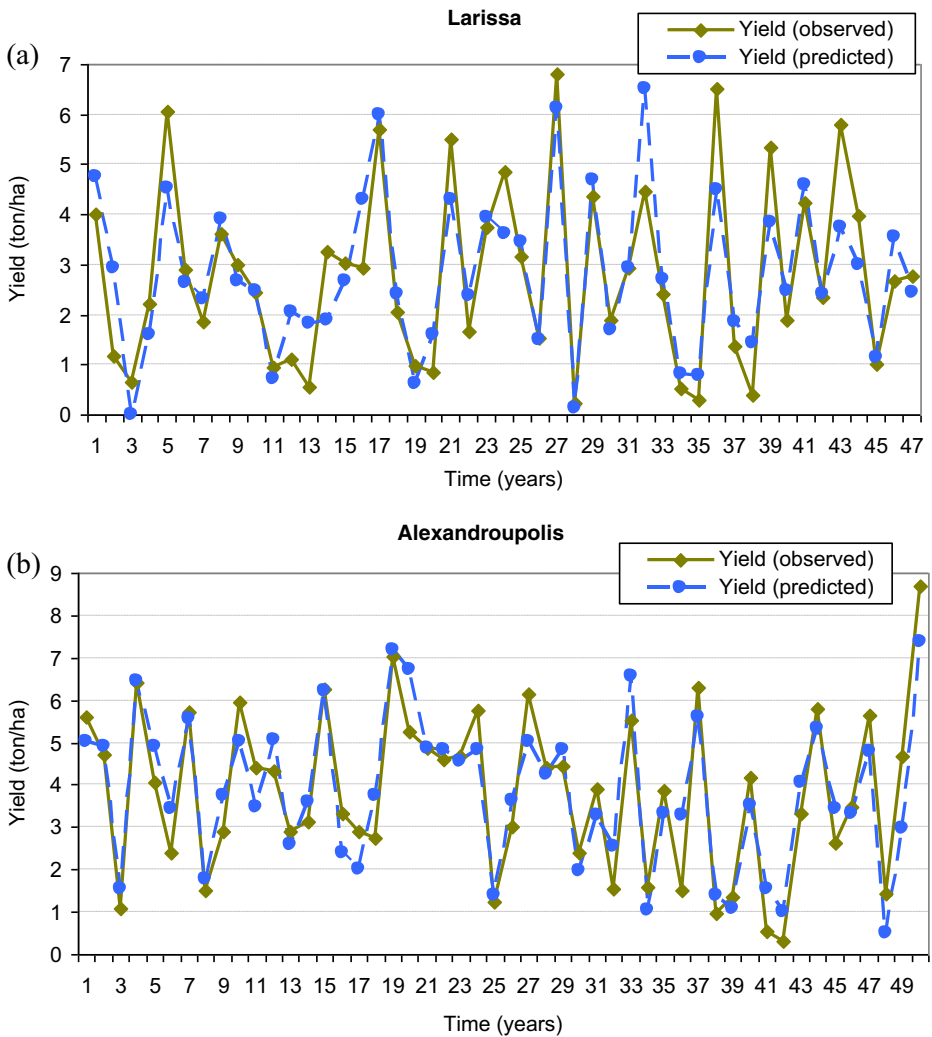 Larissa
(a)
Yield (observed)
Yield (predicted)
7
6
5
4
3
2
1
0
Yield (ton/ha)
1 3 5 7 9 11 13 15 17 19 21 23 25 27 29 31 33 35 37 39 41 43 45 47
Time (years)
Alexandroupolis
(b)
Yield (observed)
Yield (predicted)
9
8
7
6
5
4
3
2
1
0
Yield (ton/ha)
1 3 5 7 9 11 13 15 17 19 21 23 25 27 29 31 33 35 37 39 41 43 45 47 49
Time (years)